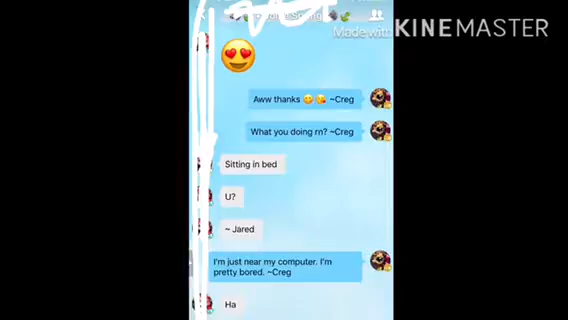 Made with
KINEMASTER
Aww thanks 😋 😘 ~Creg
What you doing rn? ~Creg
Sitting in bed
U?
~ Jared
I'm just near my computer. I'm
pretty bored. ~Creg
Ha